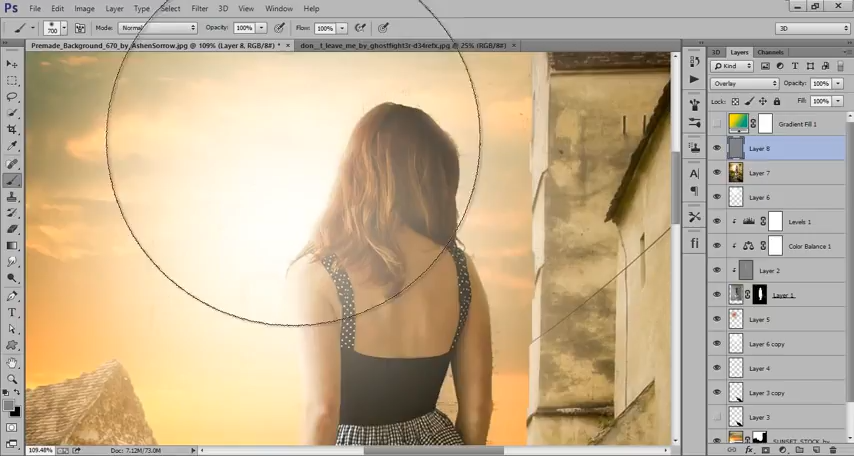 Ps File Edit Image Layer Type Select Filter 3D View Window Help
700 Mode: Normal Opacity: 100% Flow: 100% 3D
Premade_Background_670_by_AshenSorrow.jpg @ 109% (Layer 8, RGB/8#) * × don__t_leave_me_by_ghostfight3r-d34refx.jpg @ 25% (RGB/8#) ×
3D Layers Channels
Kind
Overlay Opacity: 100%
Lock: Fill: 100%
Gradient Fill 1
Layer 8
Layer 7
Layer 6
Levels 1
Color Balance 1
Layer 2
Layer 1
Layer 5
Layer 6 copy
Layer 4
Layer 3 copy
Layer 3
SUNSET_STOCK_by
109.48% Doc: 7.12M/73.0M
fx